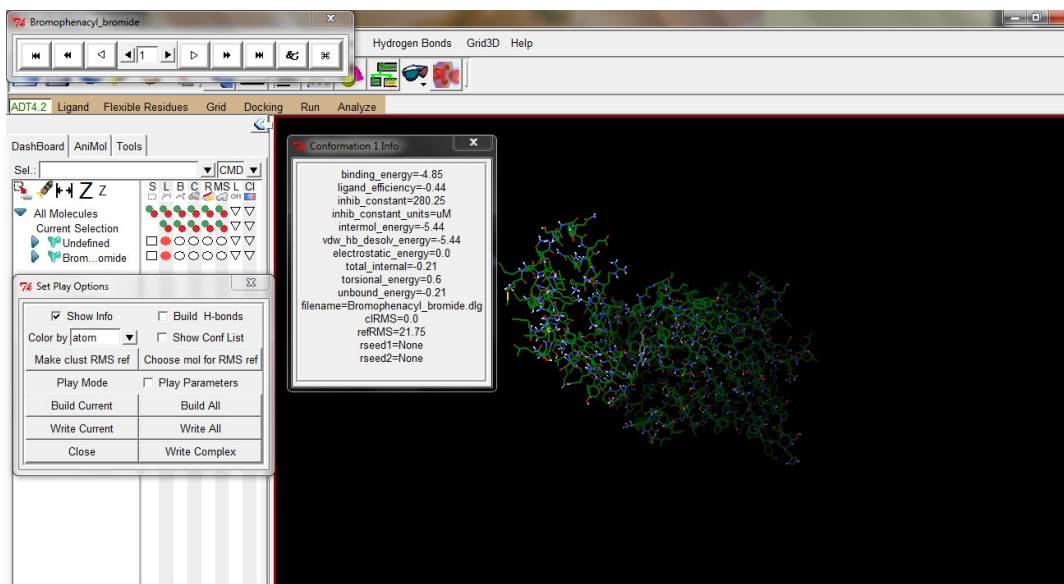 Bromophenacyl_bromide
1
Hydrogen Bonds Grid3D Help
ADT4.2 Ligand Flexible Residues Grid Docking Run Analyze
DashBoard AniMol Tools
Sel.: CMD
Z Z
S L B C R MS L Cl
All Molecules
Current Selection
Undefined
Brom...omide
Set Play Options
Show Info Build H-bonds
Color by atom Show Conf List
Make clust RMS ref Choose mol for RMS ref
Play Mode Play Parameters
Build Current Build All
Write Current Write All
Close Write Complex
Conformation 1 Info
binding_energy=-4.85
ligand_efficiency=-0.44
inhib_constant=280.25
inhib_constant_units=uM
intermol_energy=-5.44
vdw_hb_desolv_energy=-5.44
electrostatic_energy=0.0
total_internal=-0.21
torsional_energy=0.6
unbound_energy=-0.21
filename=Bromophenacyl_bromide.dlg
clRMS=0.0
refRMS=21.75
rseed1=None
rseed2=None